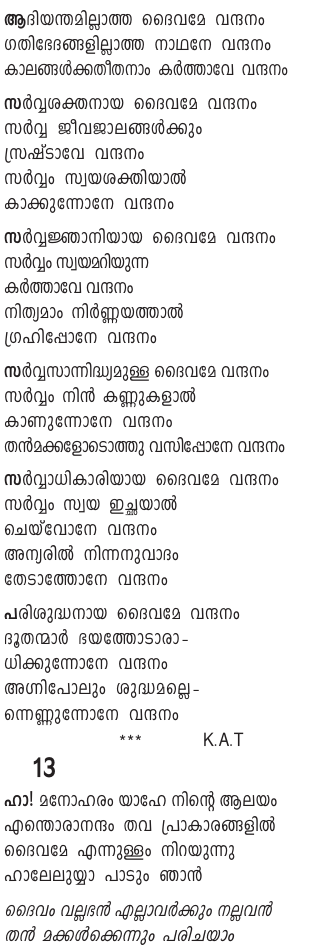 ആദിയന്തമില്ലാത്ത ദൈവമേ വന്ദനം
ഗതിഭേദങ്ങളില്ലാത്ത നാഥനേ വന്ദനം
കാലങ്ങൾക്കതീതനാം കർത്താവേ വന്ദനം
സർവ്വശക്തനായ ദൈവമേ വന്ദനം
സർവ്വ ജീവജാലങ്ങൾക്കും
സ്രഷ്ടാവേ വന്ദനം
സർവ്വം സ്വയശക്തിയാൽ
കാക്കുന്നോനേ വന്ദനം
സർവ്വജ്ഞാനിയായ ദൈവമേ വന്ദനം
സർവ്വം സ്വയമറിയുന്ന
കർത്താവേ വന്ദനം
നിത്യമാം നിർണ്ണയത്താൽ
ഗ്രഹിപ്പോനേ വന്ദനം
സർവ്വസാന്നിദ്ധ്യമുള്ള ദൈവമേ വന്ദനം
സർവ്വം നിൻ കണ്ണുകളാൽ
കാണുന്നോനേ വന്ദനം
തൻമക്കളോടൊത്തു വസിപ്പോനേ വന്ദനം
സർവ്വാധികാരിയായ ദൈവമേ വന്ദനം
സർവ്വം സ്വയ ഇച്ഛയാൽ
ചെയ്‌വോനേ വന്ദനം
അന്യരിൽ നിന്നനുവാദം
തേടാത്തോനേ വന്ദനം
പരിശുദ്ധനായ ദൈവമേ വന്ദനം
ദൂതന്മാർ ഭയത്തോടാരാ-
ധിക്കുന്നോനേ വന്ദനം
അഗ്നിപോലും ശുദ്ധമല്ലെ-
ന്നെണ്ണുന്നോനേ വന്ദനം
*** K.A.T
13
ഹാ! മനോഹരം യാഹേ നിന്റെ ആലയം
എന്തൊരാനന്ദം തവ പ്രാകാരങ്ങളിൽ
ദൈവമേ എന്നുള്ളം നിറയുന്നു
ഹാലേലുയ്യാ പാടും ഞാൻ
ദൈവം വല്ലഭൻ എല്ലാവർക്കും നല്ലവൻ
തൻ മക്കൾക്കെന്നും പരിചയാം